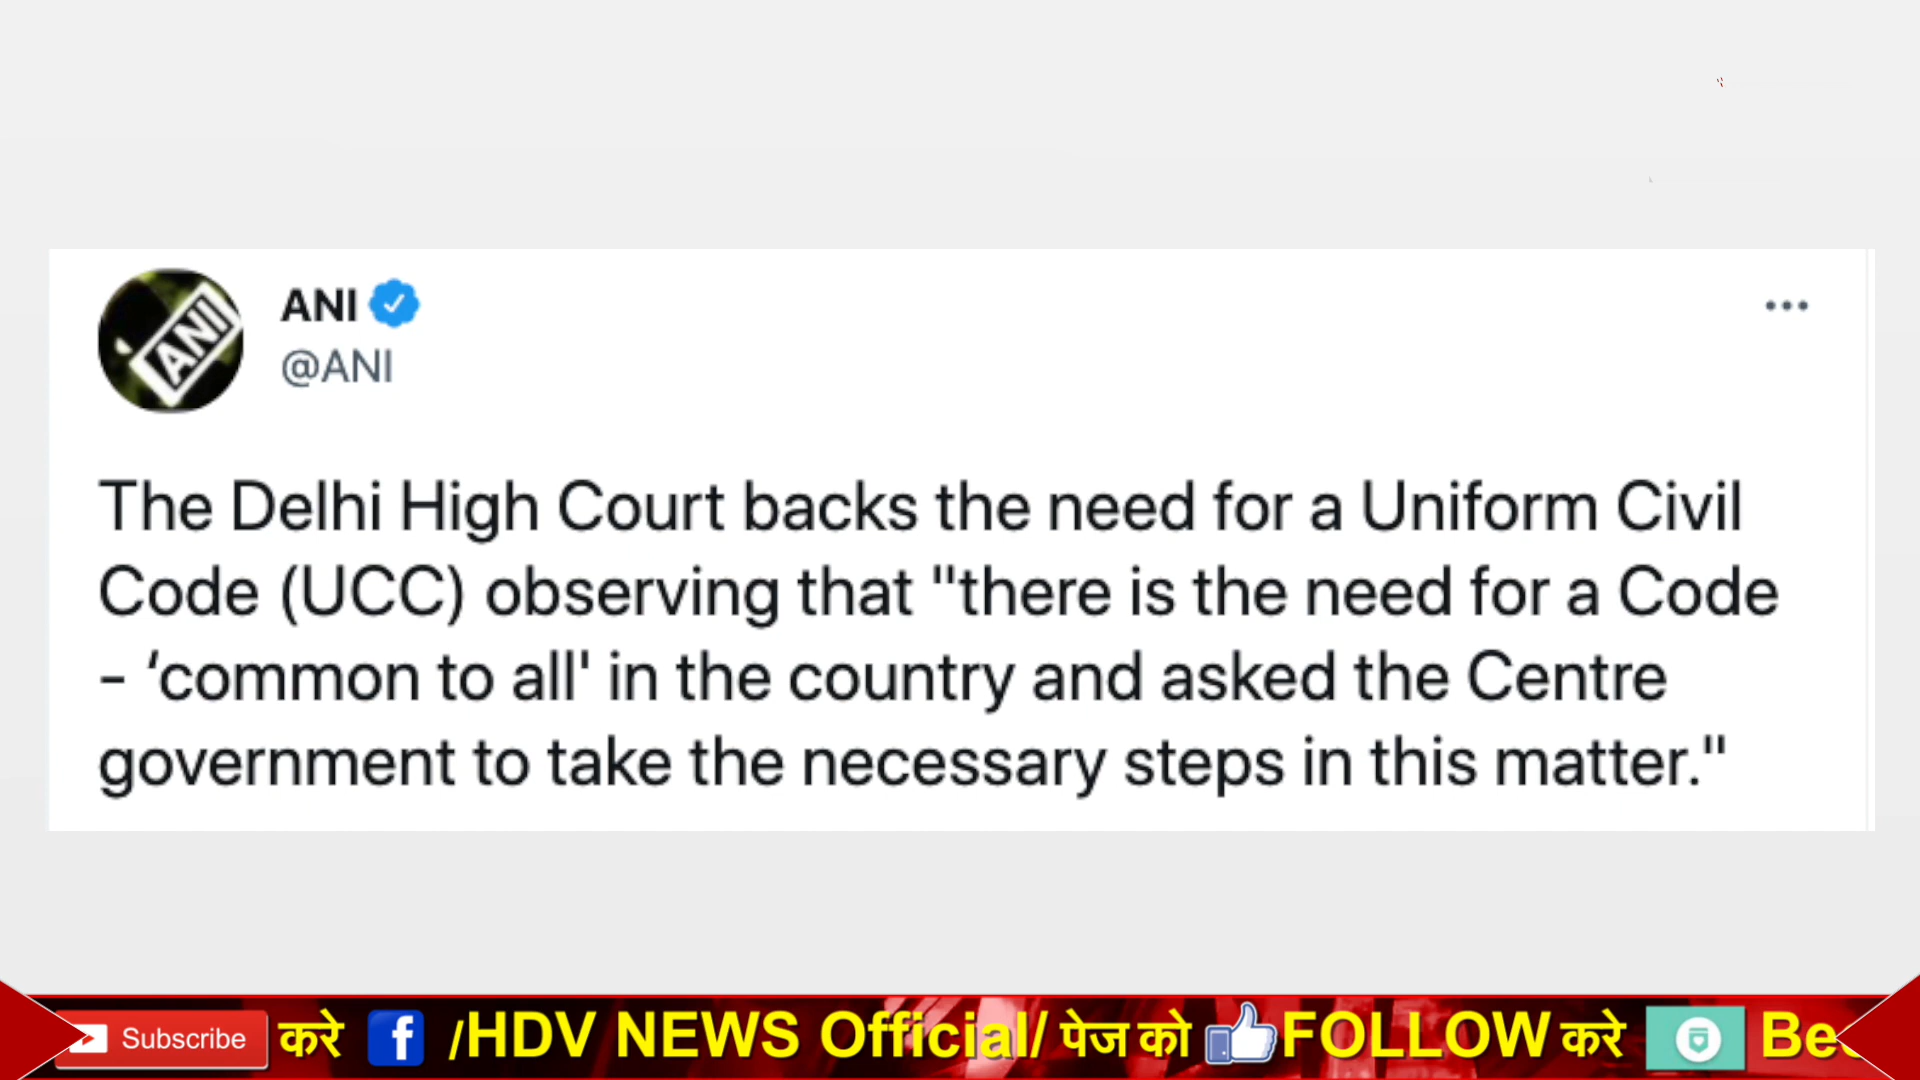 ANI
ANI
@ANI
The Delhi High Court backs the need for a Uniform Civil
Code (UCC) observing that "there is the need for a Code
- ‘common to all' in the country and asked the Centre
government to take the necessary steps in this matter."
Subscribe करे f /HDV NEWS Official/ पेज को FOLLOW करे